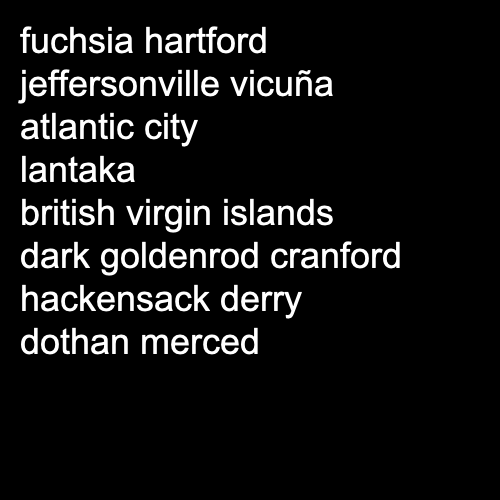 fuchsia hartford
jeffersonville vicuña
atlantic city
lantaka
british virgin islands
dark goldenrod cranford
hackensack derry
dothan merced